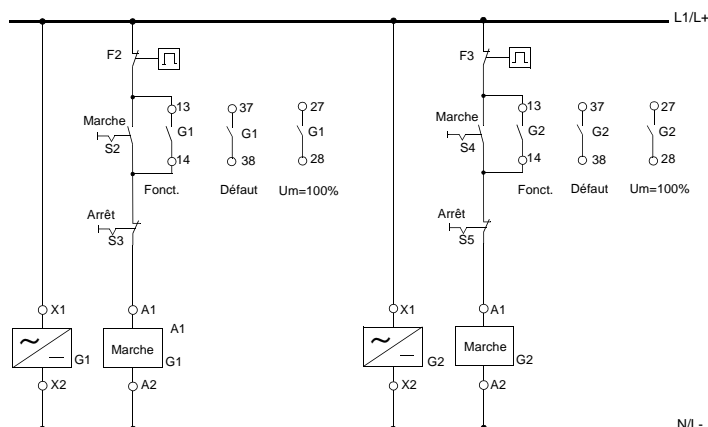 L1/L+
F2
F3
13
37
27
13
37
27
Marche
G1
G1
G1
Marche
G2
G2
G2
S2
S4
14
38
28
14
38
28
Fonct.
Défaut
Um=100%
Fonct.
Défaut
Um=100%
Arrêt
Arrêt
S3
S5
X1
A1
X1
A1
A1
Marche
Marche
G1
G1
G2
G2
X2
A2
X2
A2
N/L-